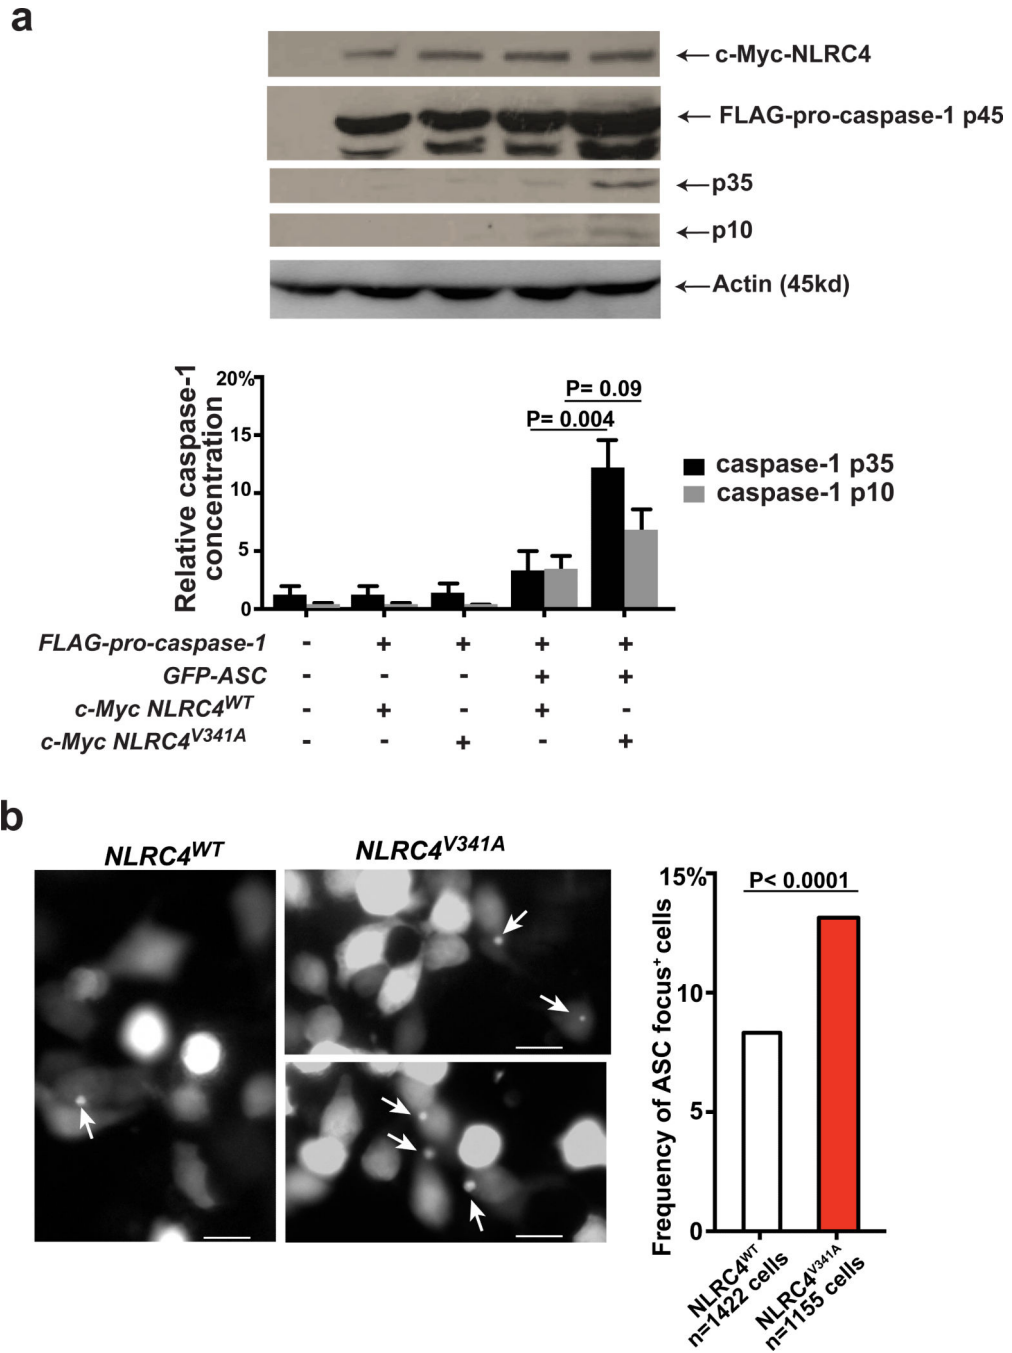 a
c-Myc-NLRC4
FLAG-pro-caspase-1 p45
p35
p10
Actin (45kd)
Relative caspase-1
concentration
20%
15
10
5
0
P= 0.09
P= 0.004
caspase-1 p35
caspase-1 p10
FLAG-pro-caspase-1 - + + + +
GFP-ASC - - - + +
c-Myc NLRC4WT - + - + -
c-Myc NLRC4V341A - - + - +
b
NLRC4WT
NLRC4V341A
Frequency of ASC focus+ cells
15%
10
5
0
P< 0.0001
NLRC4WT
n=1422 cells
NLRC4V341A
n=1155 cells